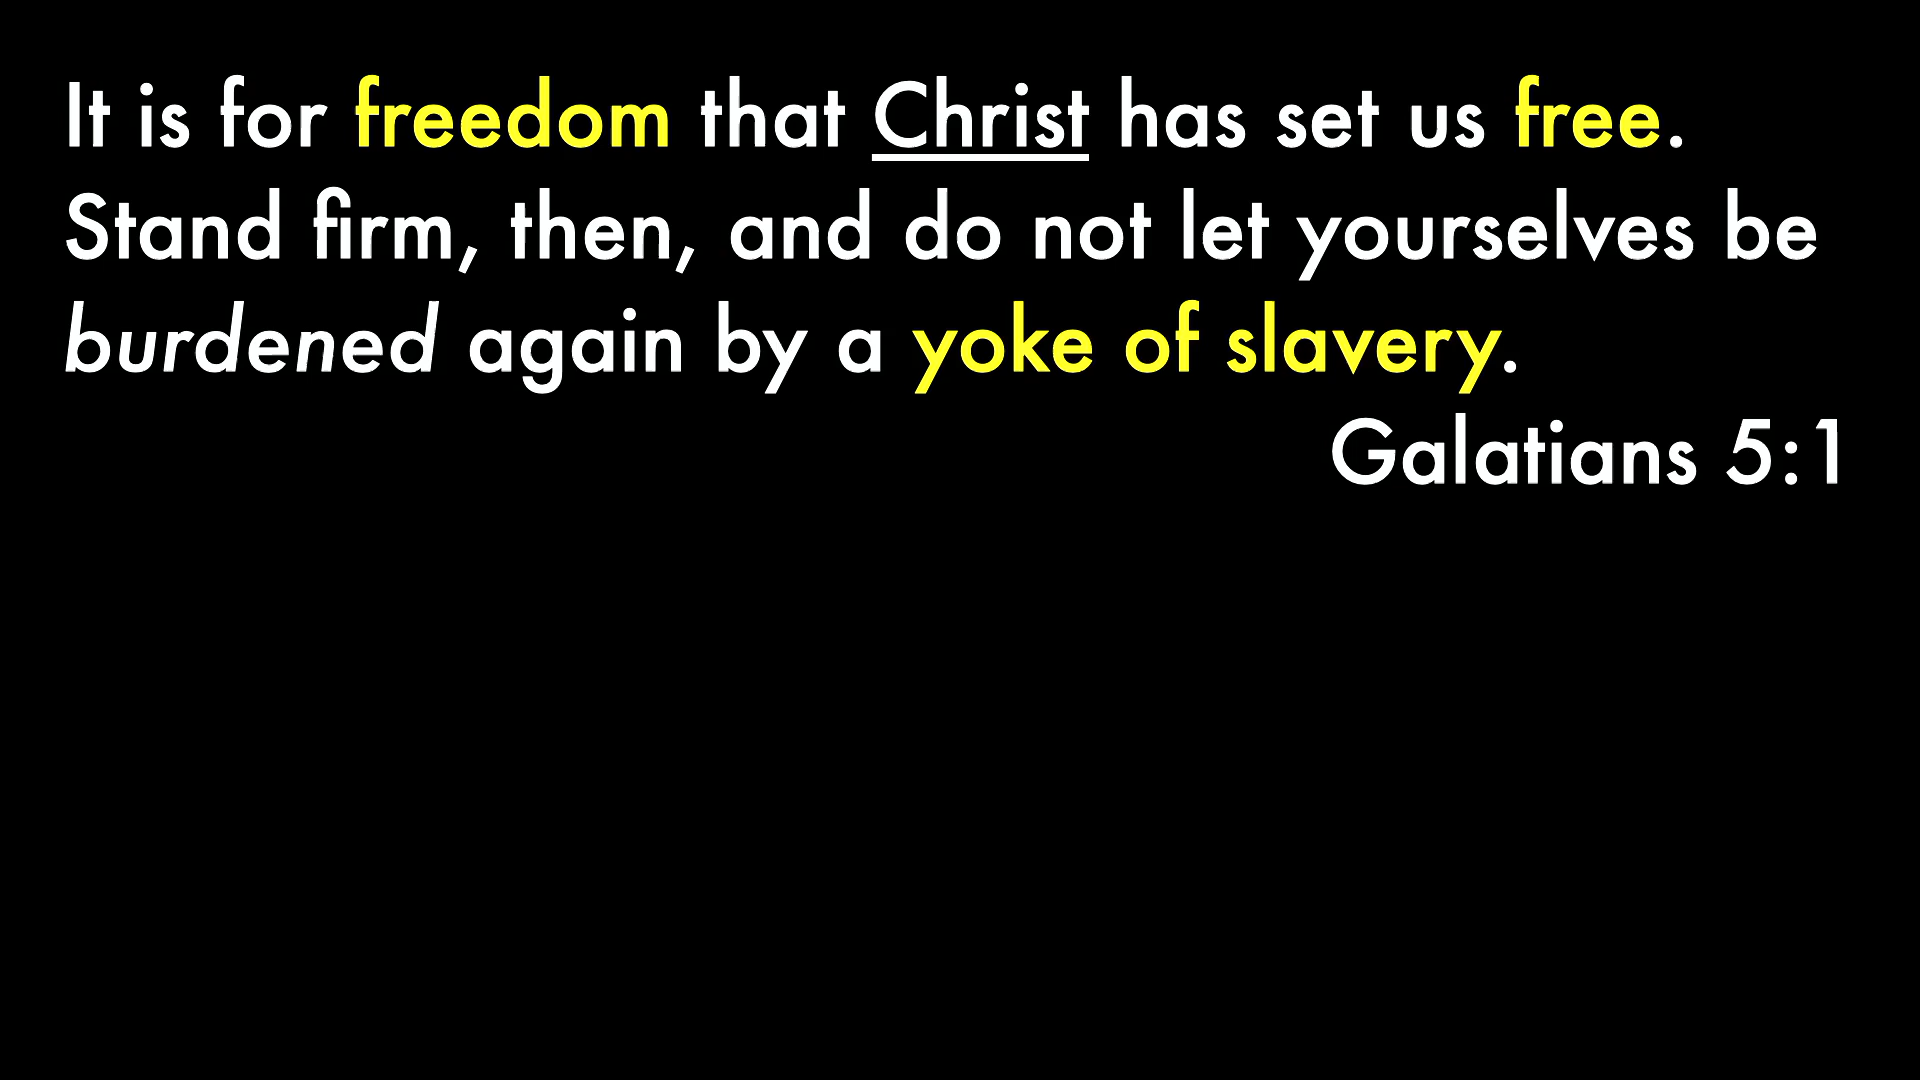 It is for freedom that Christ has set us free.
Stand firm, then, and do not let yourselves be
burdened again by a yoke of slavery.
Galatians 5:1